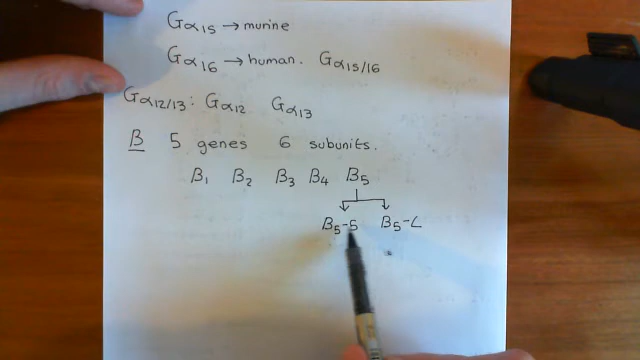 Gα15 → murine
Gα16 → human. Gα15/16
Gα12/13: Gα12 Gα13
β 5 genes 6 subunits.
β1 β2 β3 β4 β5
β5-S β5-L